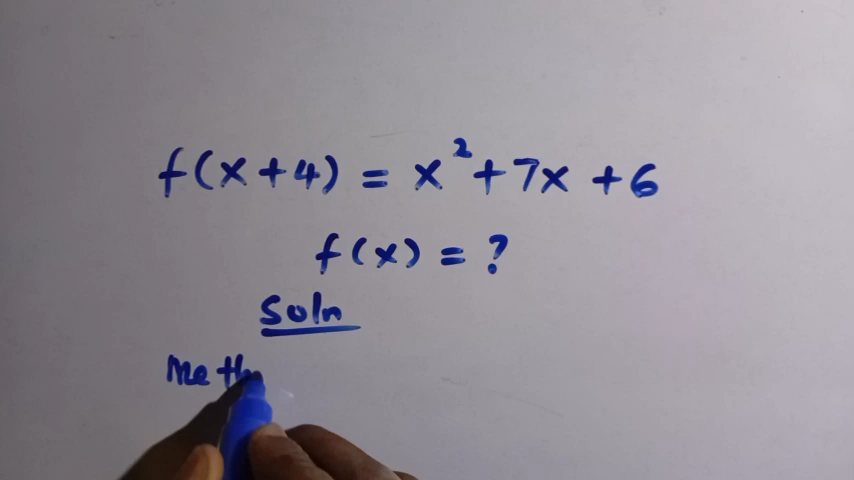 f(x+4) = x²+7x+6
f(x) = ?
Soln
Meth